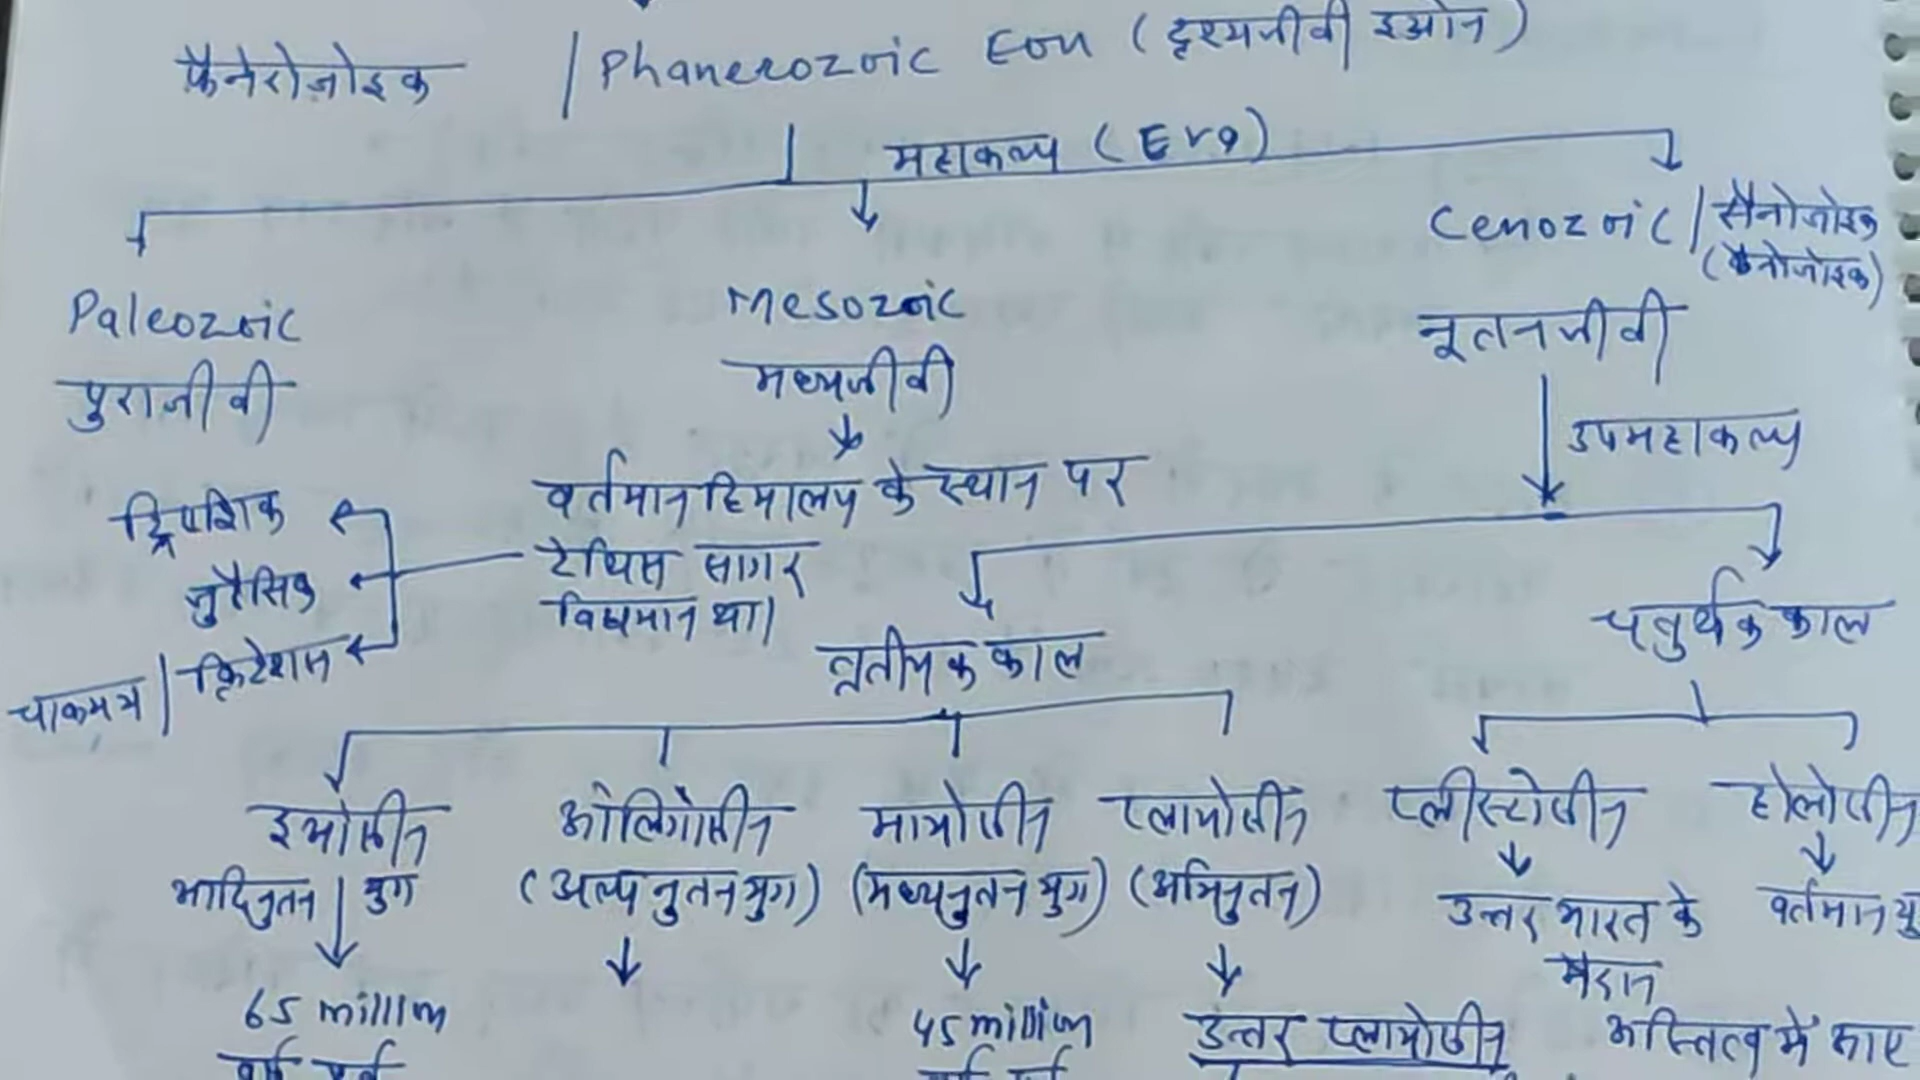 फैनेरोजोइक / Phanerozoic Eon (दृश्यजीवी इओन)
महाकल्प (Era)
Paleozoic
पुराजीवी
Mesozoic
मध्यजीवी
Cenozoic / सैनोजोइक
(केनोजोइक)
नूतनजीवी
उपमहाकल्प
वर्तमान हिमालय के स्थान पर
टेथिस सागर
विद्यमान था।
ट्रियाशिक
जुरैसिक
चाकमय / क्रिटेशस
तृतीयक काल
चतुर्थक काल
इओसीन
आदिनुतन / युग
65 million
वर्ष पूर्व
ओलिगोसीन
(अल्पनुतन युग)
मायोसीन
(मध्यनुतन युग)
45 million
वर्ष पूर्व
प्लायोसीन
(अतिनुतन)
उत्तर प्लायोसीन
प्लीस्टोसीन
उत्तर भारत के
मैदान
अस्तित्व में आए
होलोसीन
वर्तमान यु